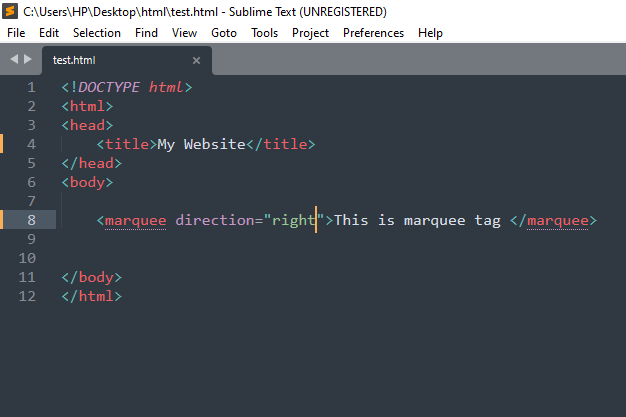 C:\Users\HP\Desktop\html\test.html - Sublime Text (UNREGISTERED)
File Edit Selection Find View Goto Tools Project Preferences Help
test.html ×
1 <!DOCTYPE html>
2 <html>
3 <head>
4 <title>My Website</title>
5 </head>
6 <body>
7
8 <marquee direction="right">This is marquee tag </marquee>
9
10
11 </body>
12 </html>